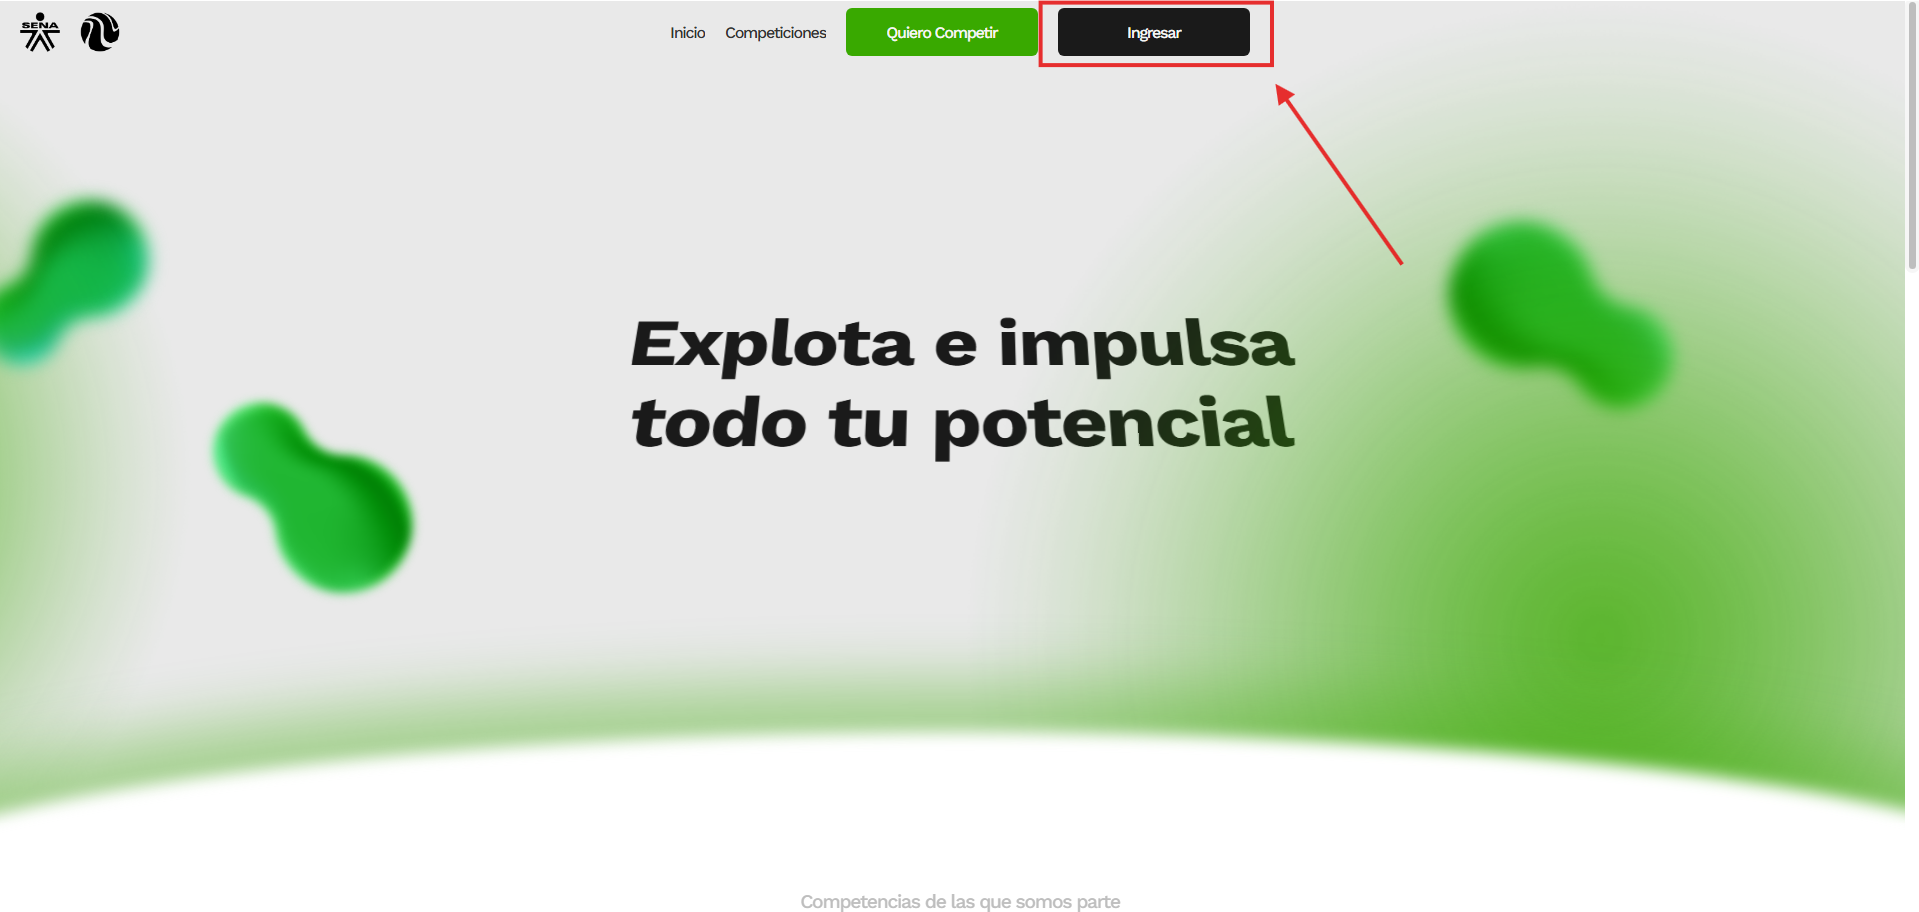 SENA
Inicio
Competiciones
Quiero Competir
Ingresar
Explota e impulsa
todo tu potencial
Competencias de las que somos parte